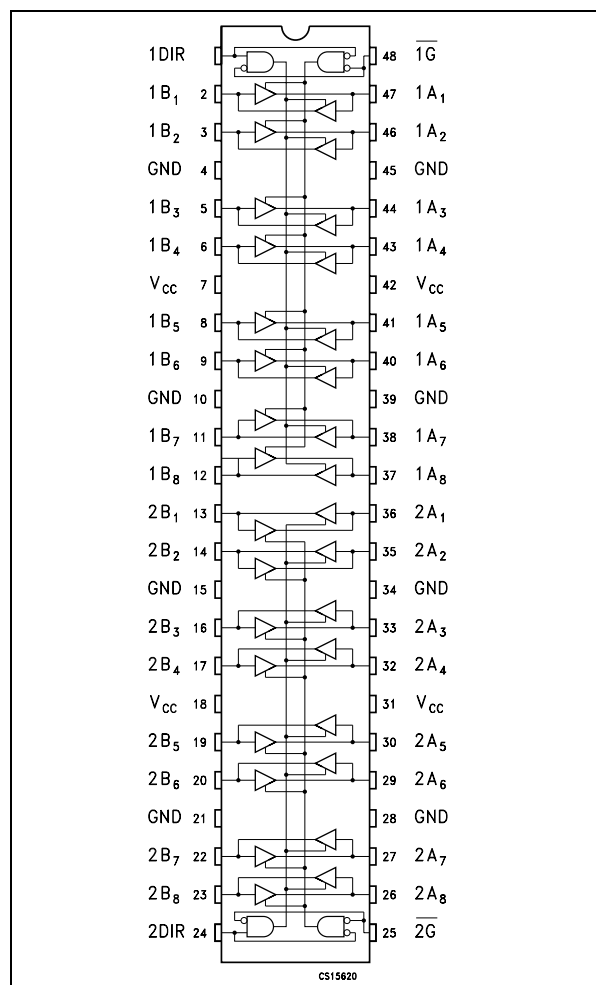 1DIR 48 1G
1B1 2 47 1A1
1B2 3 46 1A2
GND 4 45 GND
1B3 5 44 1A3
1B4 6 43 1A4
VCC 7 42 VCC
1B5 8 41 1A5
1B6 9 40 1A6
GND 10 39 GND
1B7 11 38 1A7
1B8 12 37 1A8
2B1 13 36 2A1
2B2 14 35 2A2
GND 15 34 GND
2B3 16 33 2A3
2B4 17 32 2A4
VCC 18 31 VCC
2B5 19 30 2A5
2B6 20 29 2A6
GND 21 28 GND
2B7 22 27 2A7
2B8 23 26 2A8
2DIR 24 25 2G
CS15620